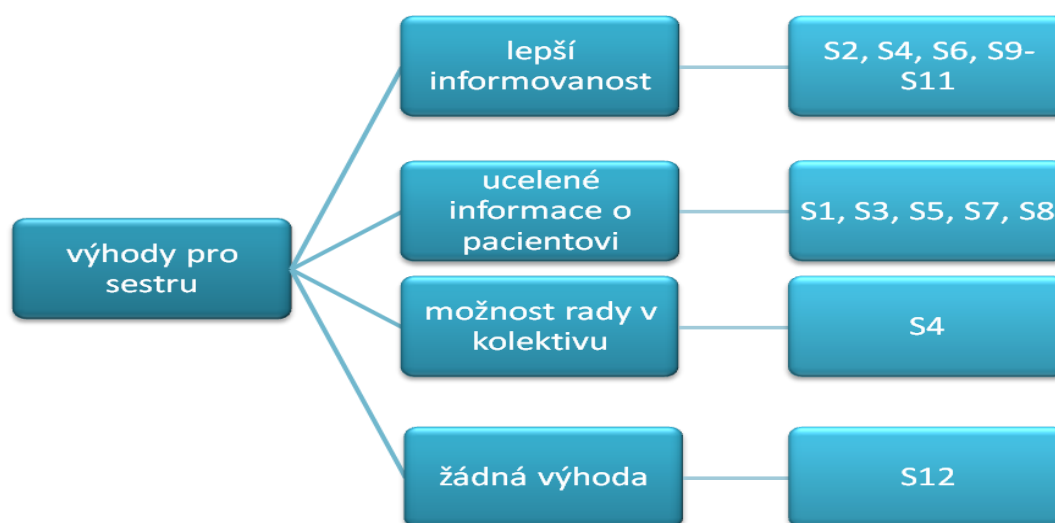 výhody pro
sestru
lepší
informovanost
S2, S4, S6, S9-
S11
ucelené
informace o
pacientovi
S1, S3, S5, S7, S8
možnost rady v
kolektivu
S4
žádná výhoda
S12